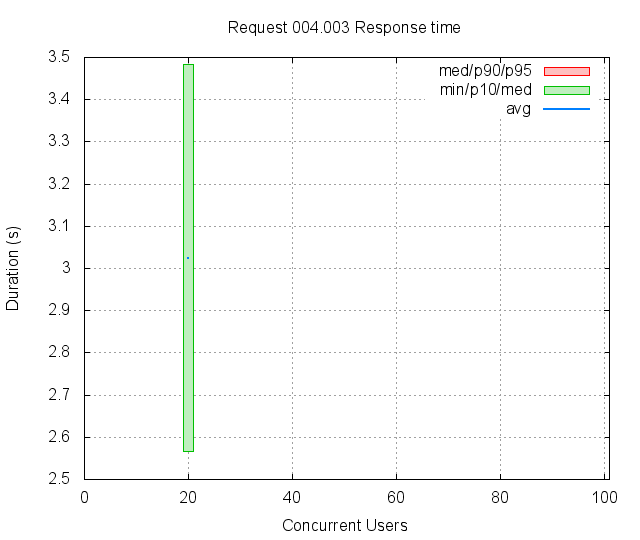 Request 004.003 Response time
med/p90/p95
min/p10/med
avg
Duration (s)
3.5
3.4
3.3
3.2
3.1
3
2.9
2.8
2.7
2.6
2.5
0 20 40 60 80 100
Concurrent Users